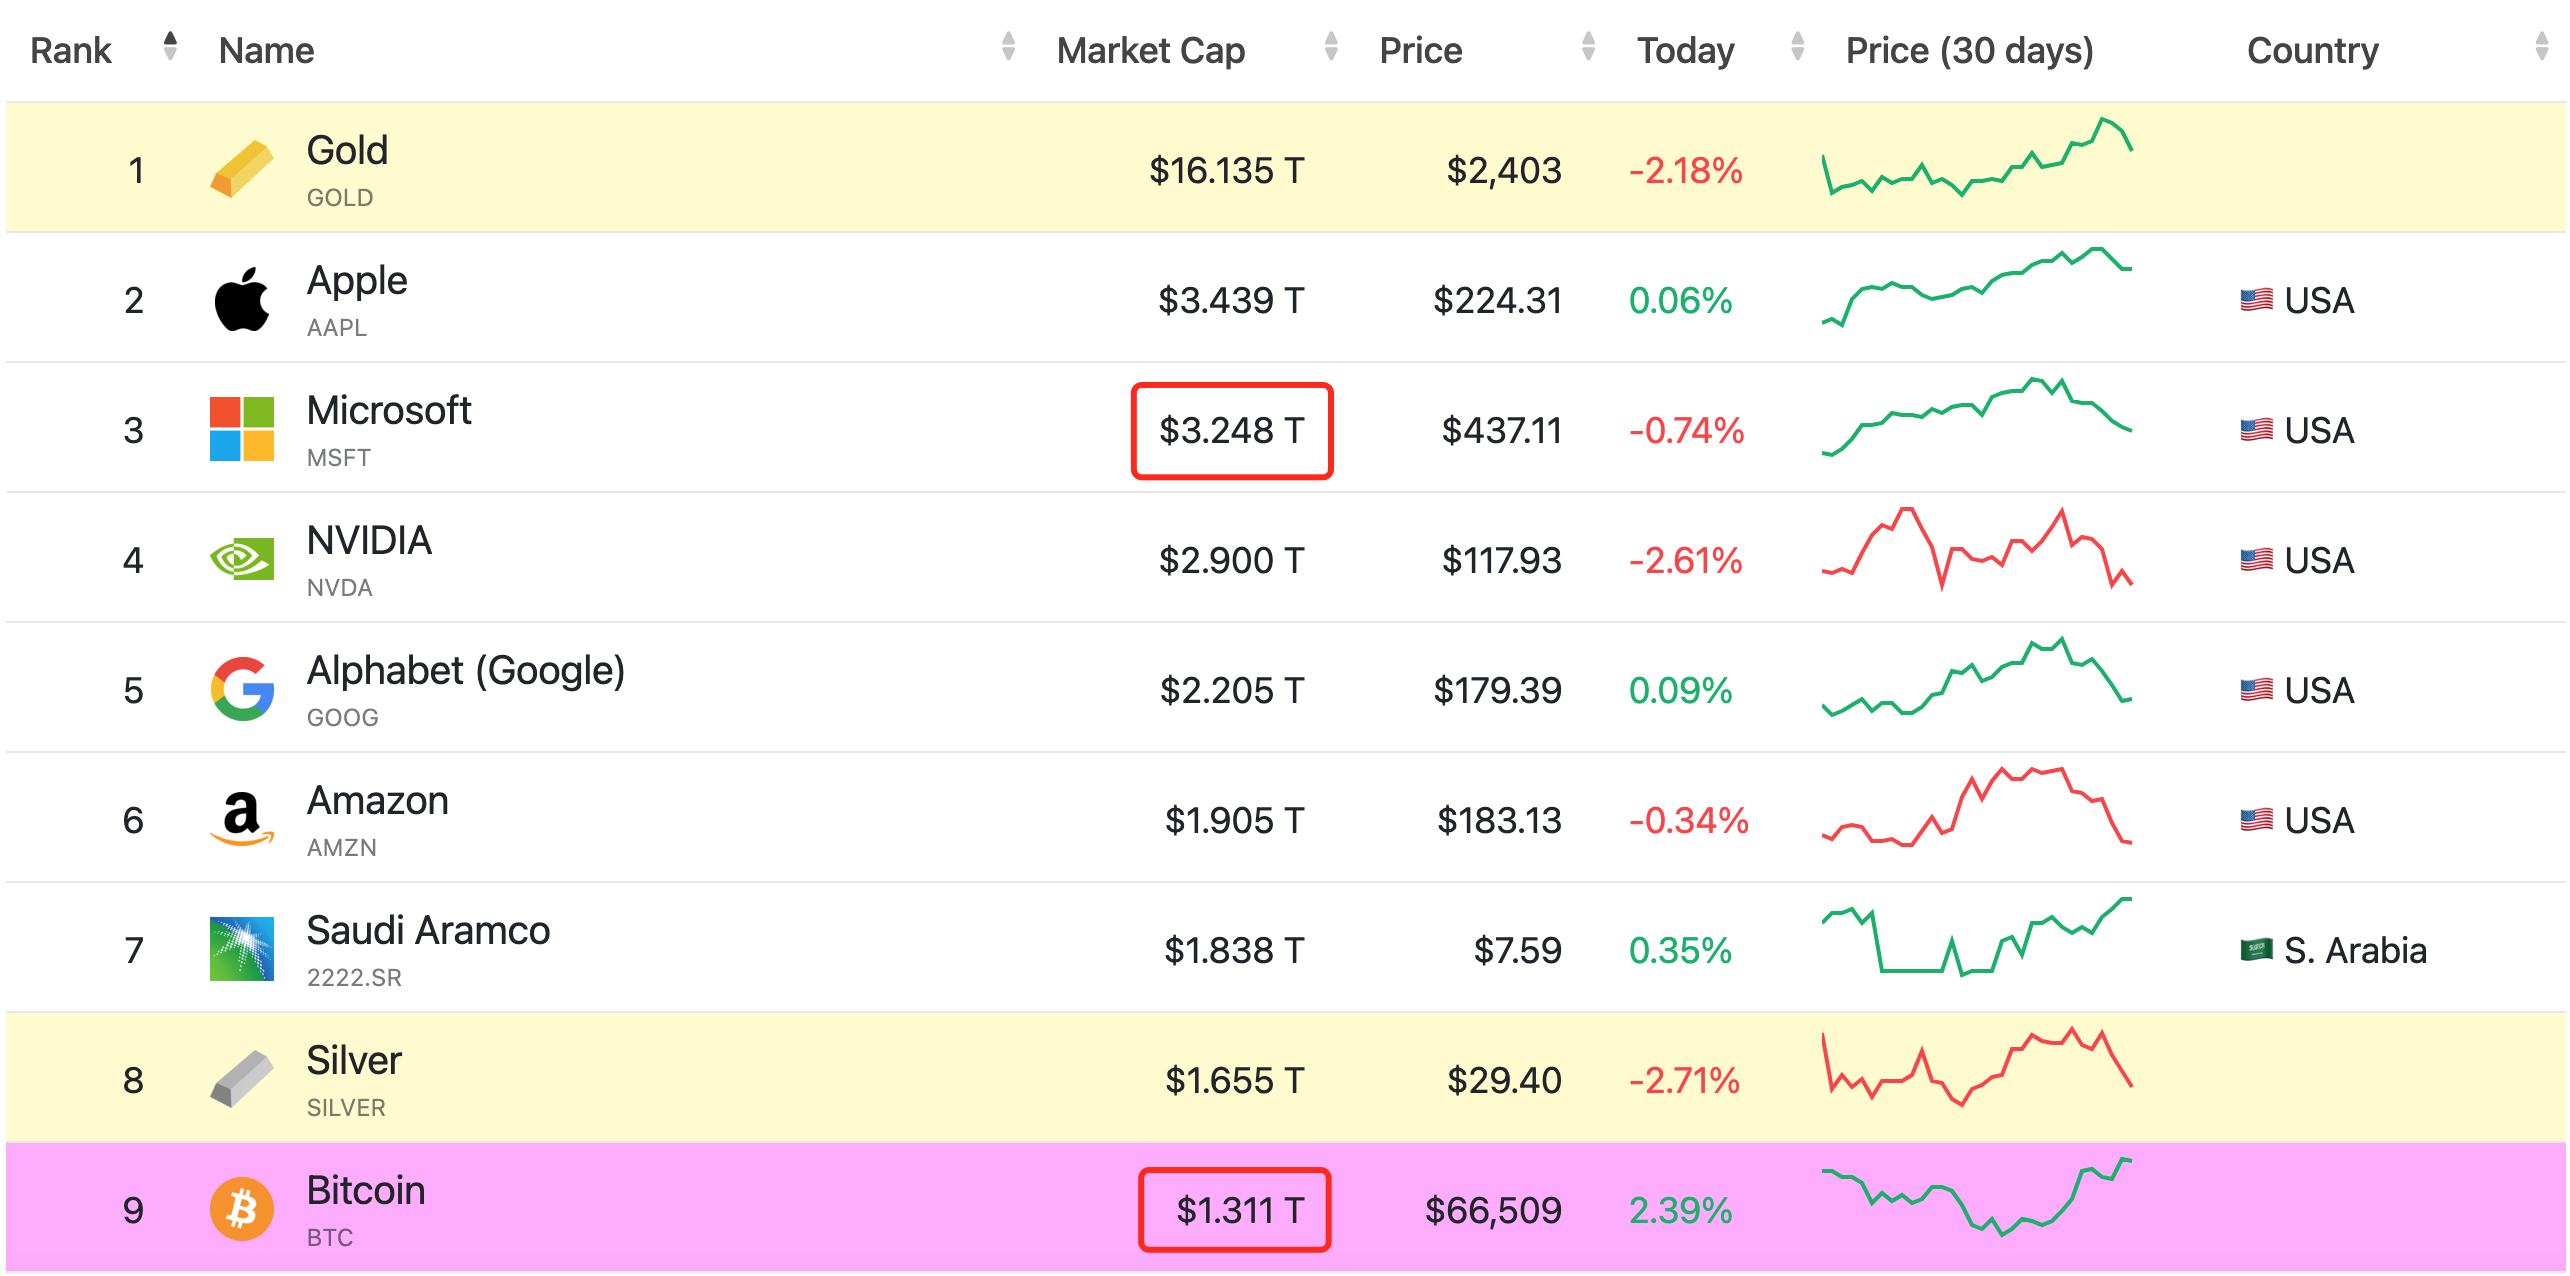 Rank Name Market Cap Price Today Price (30 days) Country
1 Gold $16.135 T $2,403 -2.18%
GOLD
2 Apple $3.439 T $224.31 0.06% USA
AAPL
3 Microsoft $3.248 T $437.11 -0.74% USA
MSFT
4 NVIDIA $2.900 T $117.93 -2.61% USA
NVDA
5 Alphabet (Google) $2.205 T $179.39 0.09% USA
GOOG
6 Amazon $1.905 T $183.13 -0.34% USA
AMZN
7 Saudi Aramco $1.838 T $7.59 0.35% S. Arabia
2222.SR
8 Silver $1.655 T $29.40 -2.71%
SILVER
9 Bitcoin $1.311 T $66,509 2.39%
BTC